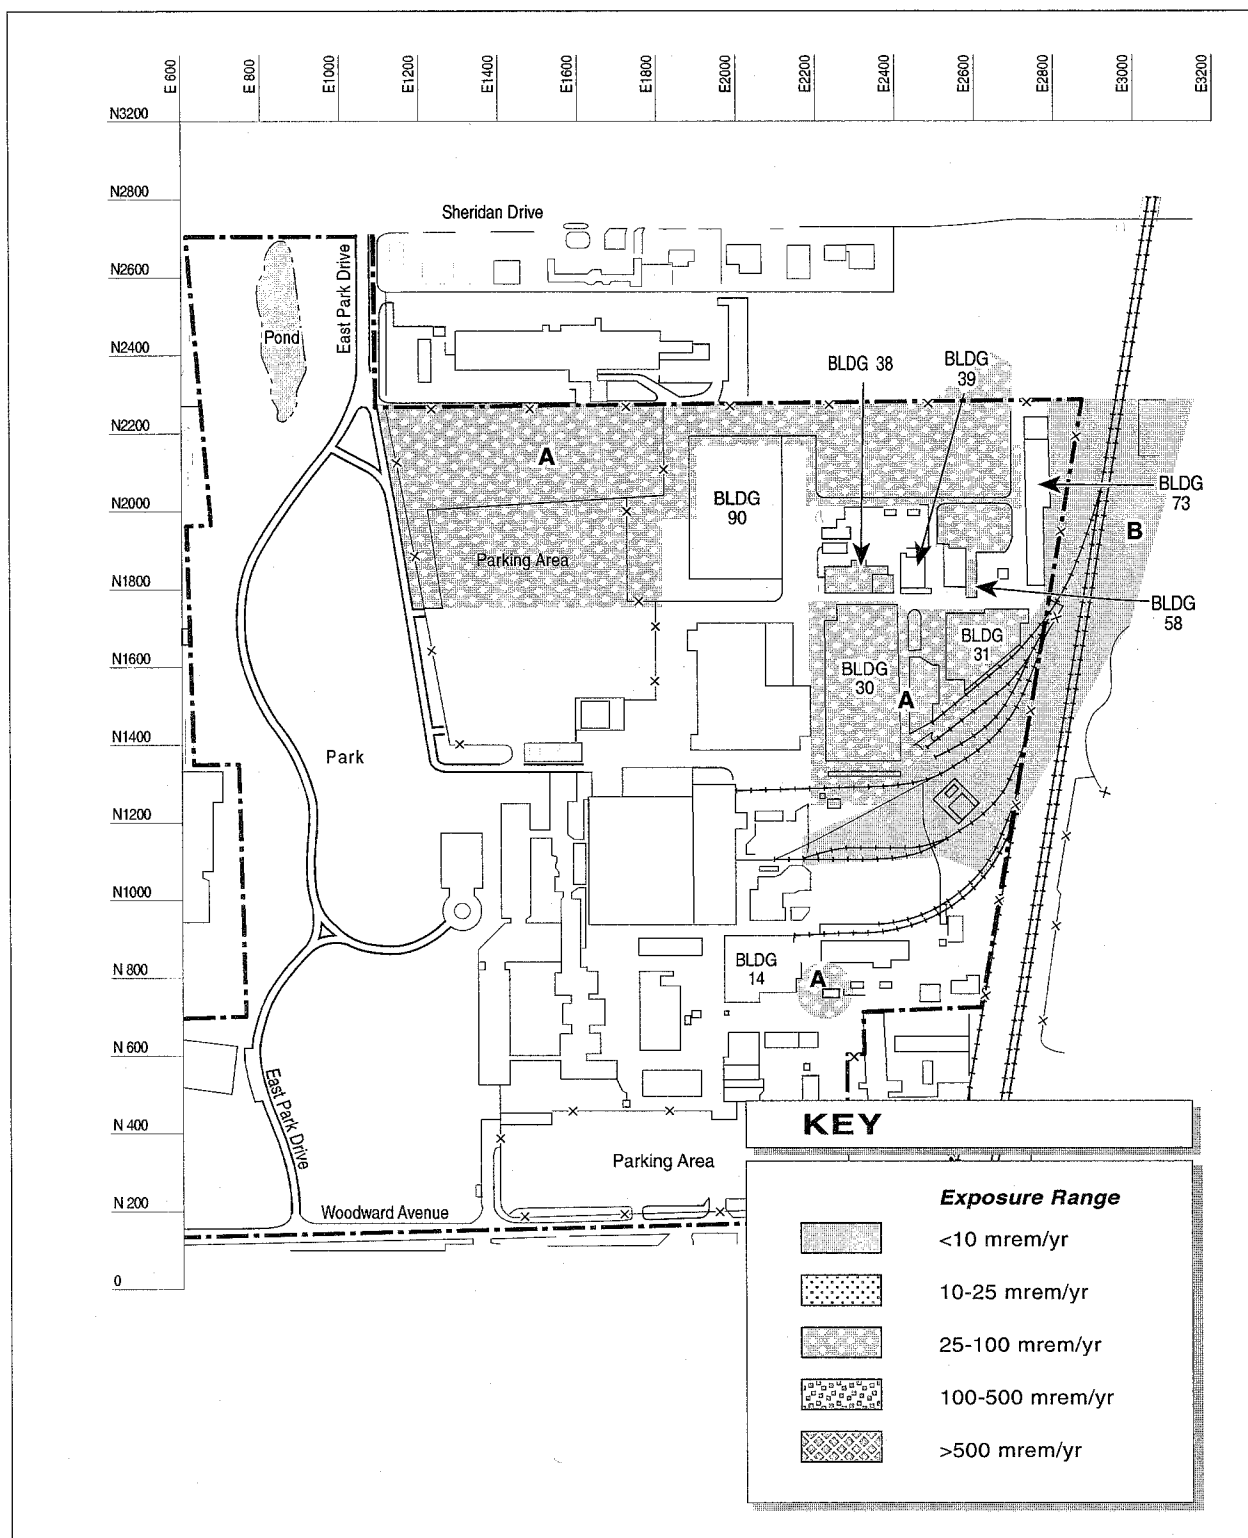 E 600
E 800
E1000
E1200
E1400
E1600
E1800
E2000
E2200
E2400
E2600
E2800
E3000
E3200
N3200
N2800
N2600
N2400
N2200
N2000
N1800
N1600
N1400
N1200
N1000
N 800
N 600
N 400
N 200
0
Sheridan Drive
East Park Drive
Pond
BLDG 38
BLDG
39
A
BLDG
90
BLDG
73
B
Parking Area
BLDG
58
BLDG
31
BLDG
30
A
Park
BLDG
14
A
East Park Drive
Parking Area
Woodward Avenue
KEY
Exposure Range
<10 mrem/yr
10-25 mrem/yr
25-100 mrem/yr
100-500 mrem/yr
>500 mrem/yr